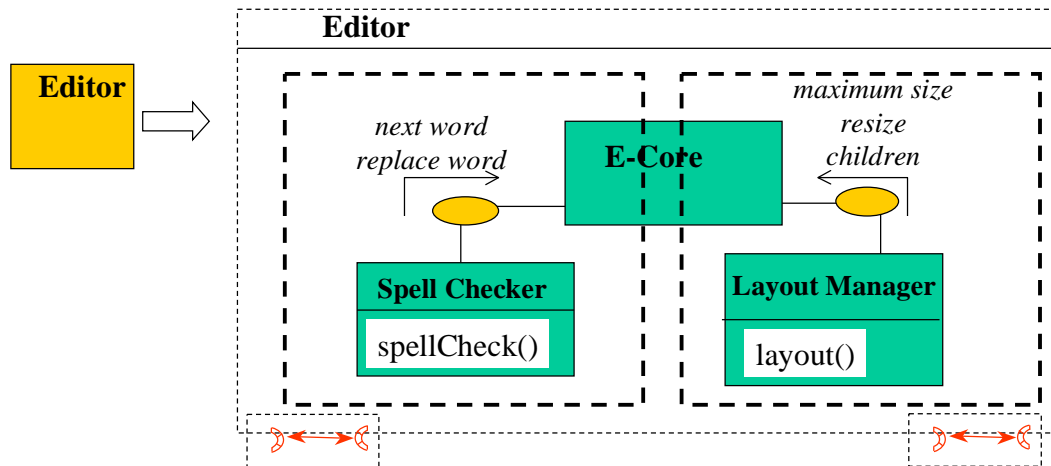 Editor
Editor
next word
replace word
E-Core
maximum size
resize
children
Spell Checker
spellCheck()
Layout Manager
layout()